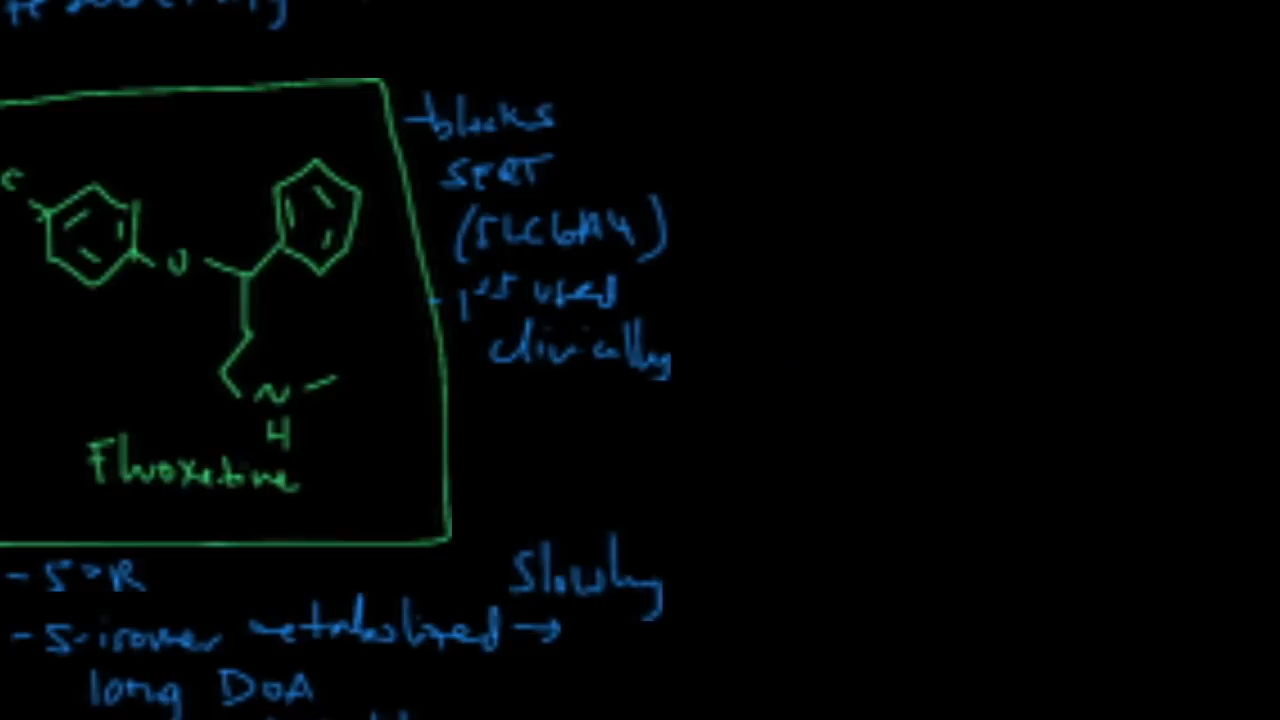 - blocks
SERT
(SLC6A4)
- 1st used
clinically
O
N
H
Fluoxetine
- S > R
Slowly
- S-isomer metabolized →
long DOA